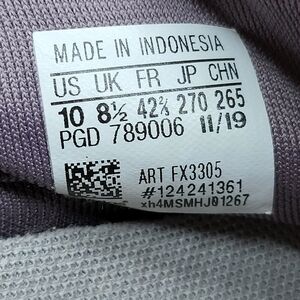 MADE IN INDONESIA
US UK FR JP CHN
10 8½ 42⅔ 270 265
PGD 789006 11/19
ART FX3305
#124241361
xh4MSMHJ01267